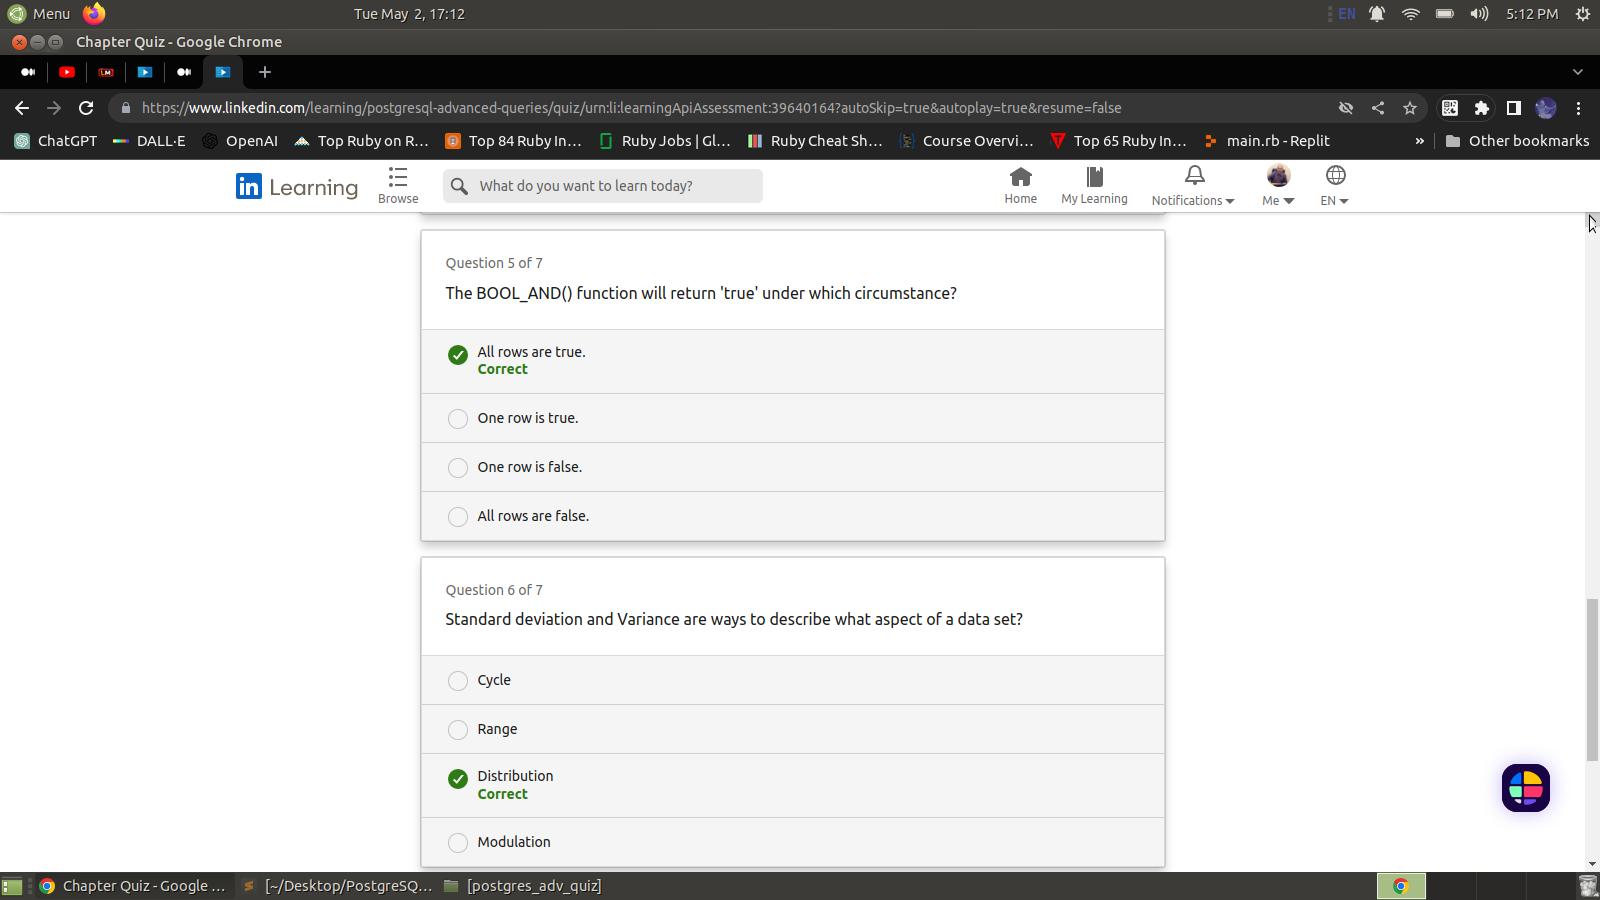 Menu
Tue May 2, 17:12
EN
5:12 PM
Chapter Quiz - Google Chrome
LM
https://www.linkedin.com/learning/postgresql-advanced-queries/quiz/urn:li:learningApiAssessment:39640164?autoSkip=true&autoplay=true&resume=false
ChatGPT
DALL·E
OpenAI
Top Ruby on R...
Top 84 Ruby In...
Ruby Jobs | Gl...
Ruby Cheat Sh...
Course Overvi...
Top 65 Ruby In...
main.rb - Replit
»
Other bookmarks
in Learning
Browse
What do you want to learn today?
Home
My Learning
Notifications
Me
EN
Question 5 of 7
The BOOL_AND() function will return 'true' under which circumstance?
All rows are true.
Correct
One row is true.
One row is false.
All rows are false.
Question 6 of 7
Standard deviation and Variance are ways to describe what aspect of a data set?
Cycle
Range
Distribution
Correct
Modulation
Chapter Quiz - Google ...
[~/Desktop/PostgreSQ...
[postgres_adv_quiz]